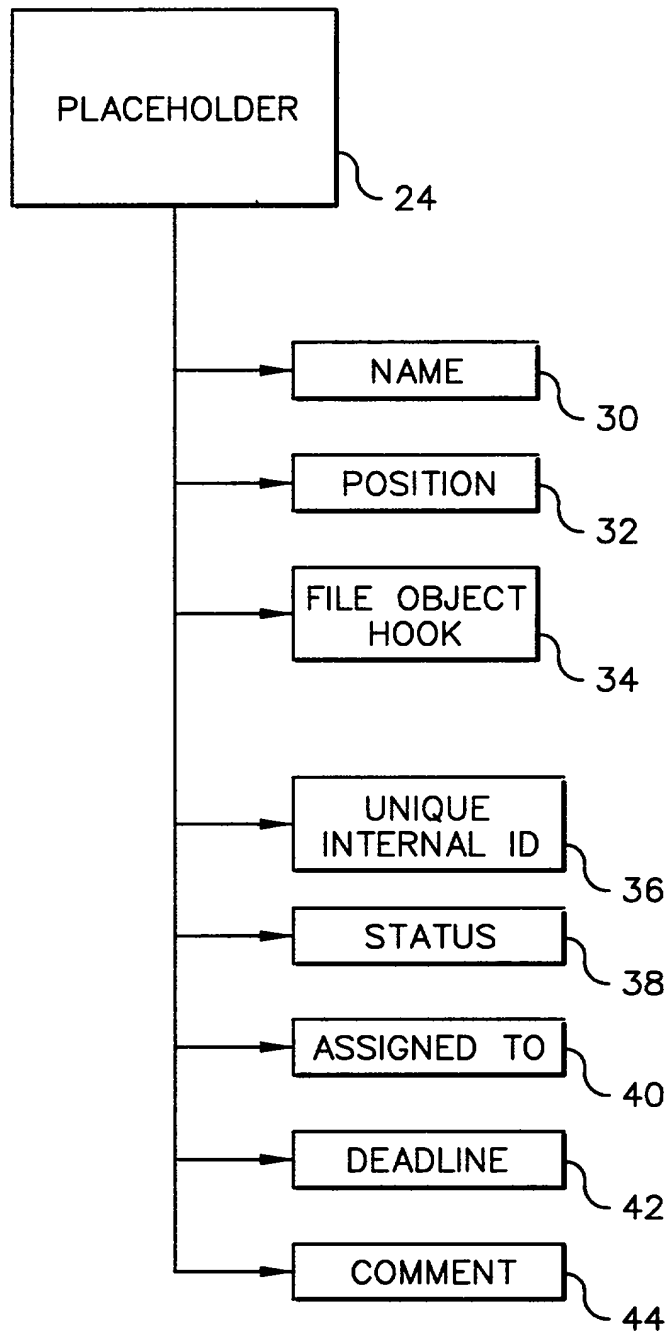 PLACEHOLDER
24
NAME
30
POSITION
32
FILE OBJECT
HOOK
34
UNIQUE
INTERNAL ID
36
STATUS
38
ASSIGNED TO
40
DEADLINE
42
COMMENT
44